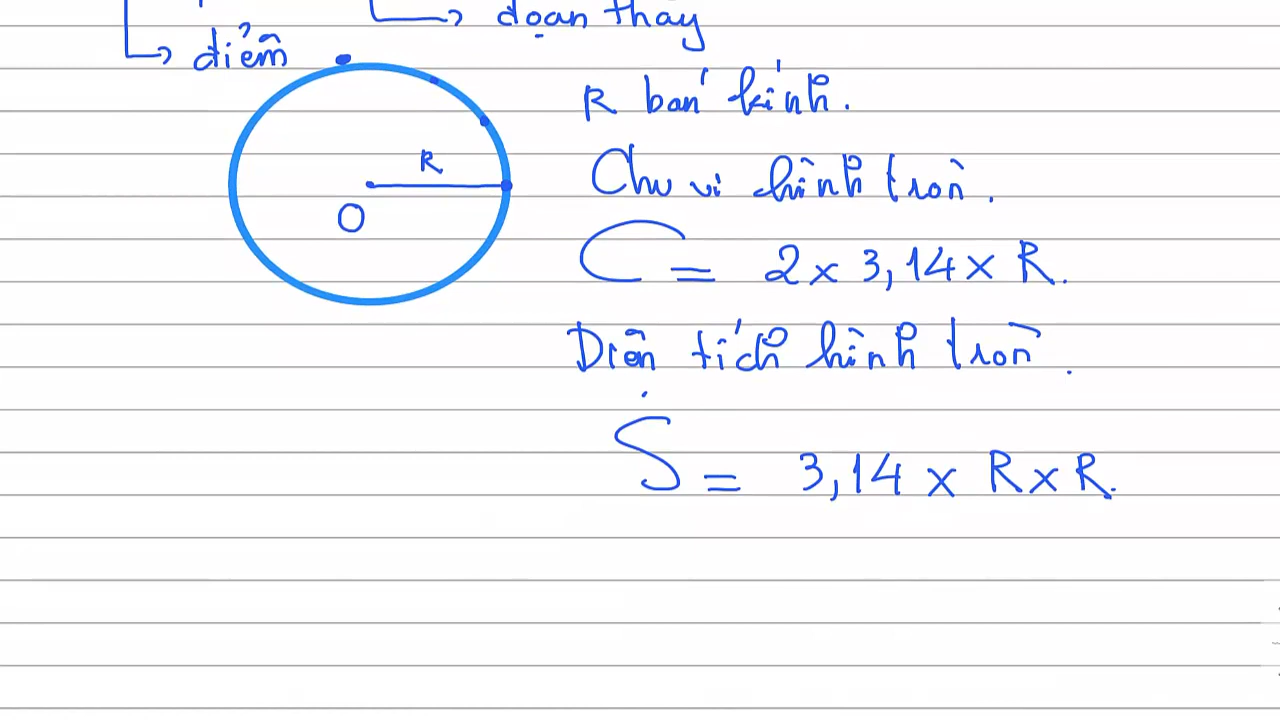 đoạn thẳng
điểm
R bán kính.
R
Chu vi hình tròn.
O
C = 2 x 3,14 x R.
Diện tích hình tròn.
S = 3,14 x R x R.